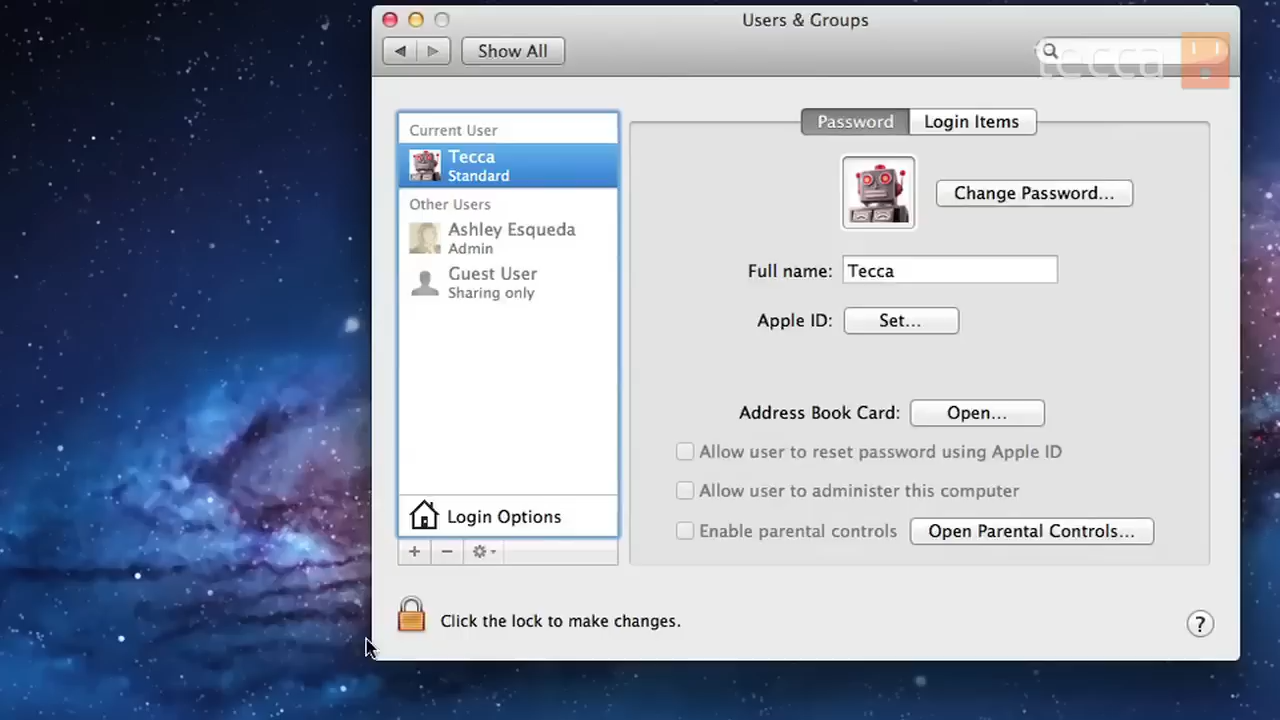 Users & Groups
Show All
tecca
Current User
Tecca
Standard
Other Users
Ashley Esqueda
Admin
Guest User
Sharing only
Login Options
Password
Login Items
Change Password...
Full name:
Tecca
Apple ID:
Set...
Address Book Card:
Open...
Allow user to reset password using Apple ID
Allow user to administer this computer
Enable parental controls
Open Parental Controls...
Click the lock to make changes.
?